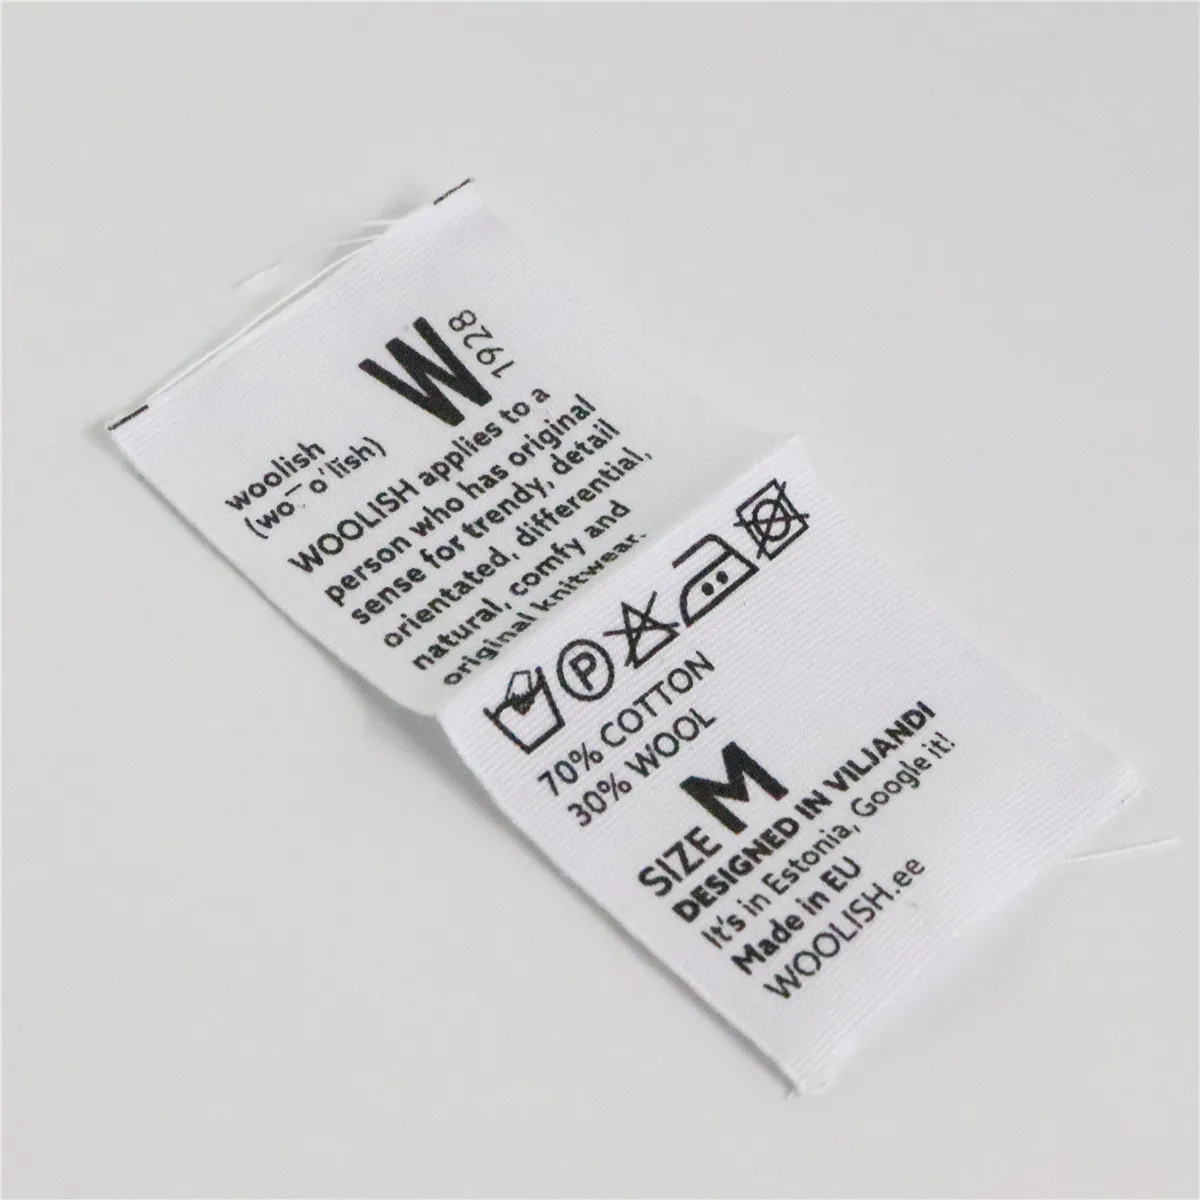 W 1928
woolish
(wo¯o'lish)
WOOLISH applies to a
person who has original
sense for trendy, detail
orientated, differential,
natural, comfy and
original knitwear.
P
70% COTTON
30% WOOL
SIZE M
DESIGNED IN VILJANDI
It's in Estonia, Google it!
Made in EU
WOOLISH.ee